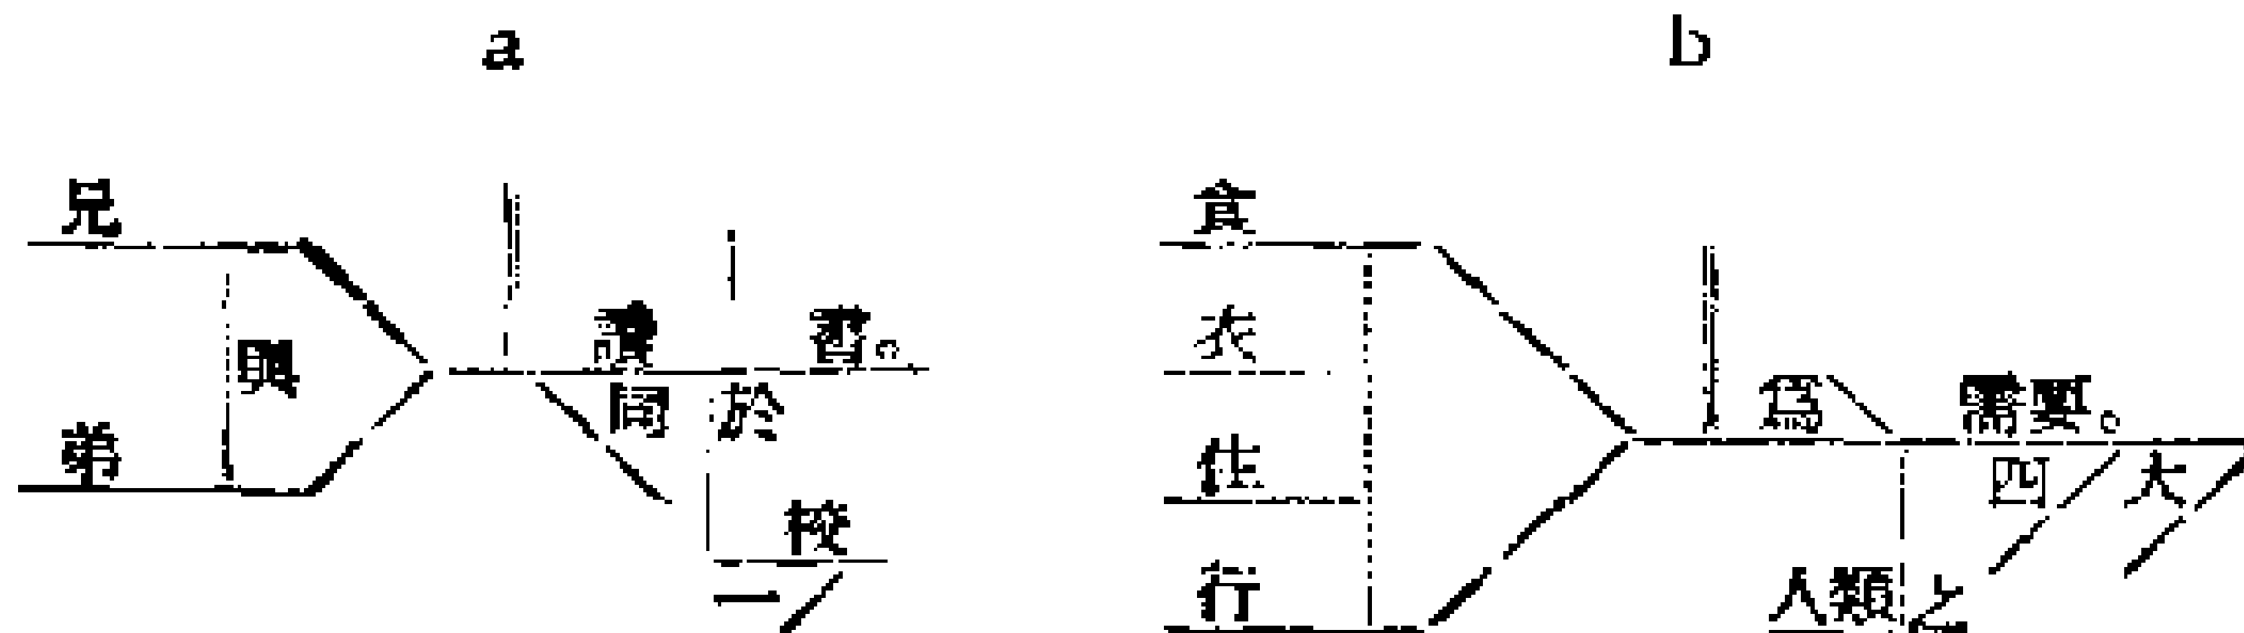 a
b
兄
與
弟
讀
書。
同
於
校
一
食
衣
住
行
爲
需要。
四
大
人類
之